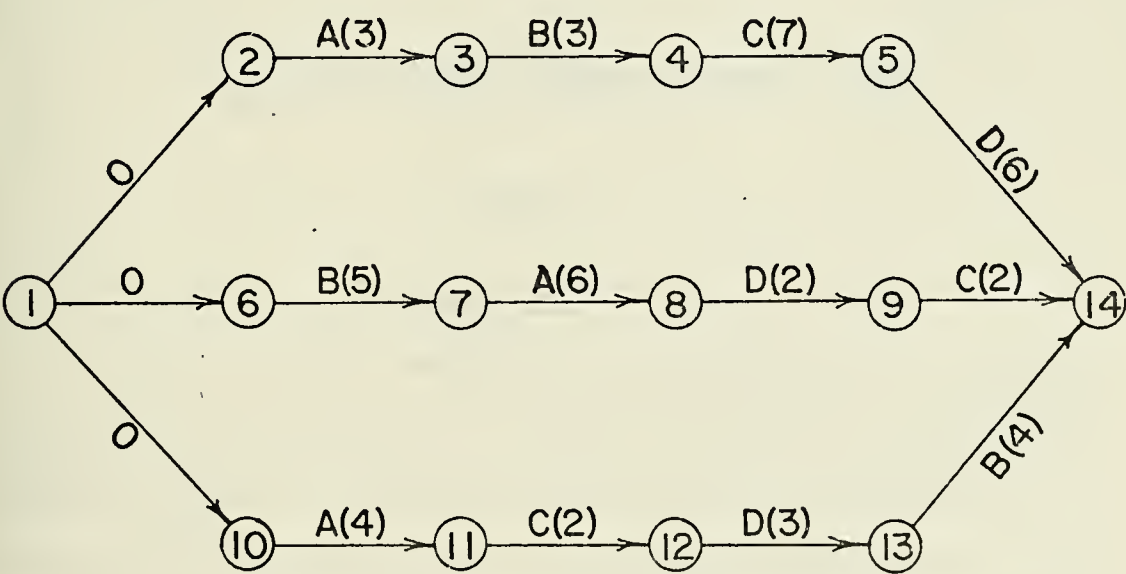 A(3) B(3) C(7)
2 3 4 5
0 D(6)
0 B(5) A(6) D(2) C(2)
1 6 7 8 9 14
0 B(4)
A(4) C(2) D(3)
10 11 12 13